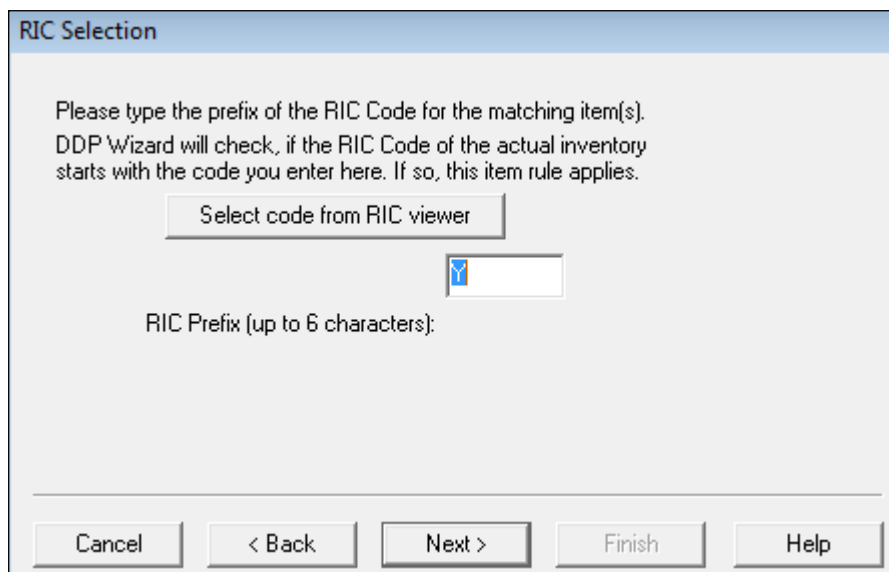 RIC Selection
Please type the prefix of the RIC Code for the matching item(s).
DDP Wizard will check, if the RIC Code of the actual inventory
starts with the code you enter here. If so, this item rule applies.
Select code from RIC viewer
Y
RIC Prefix (up to 6 characters):
Cancel < Back Next > Finish Help